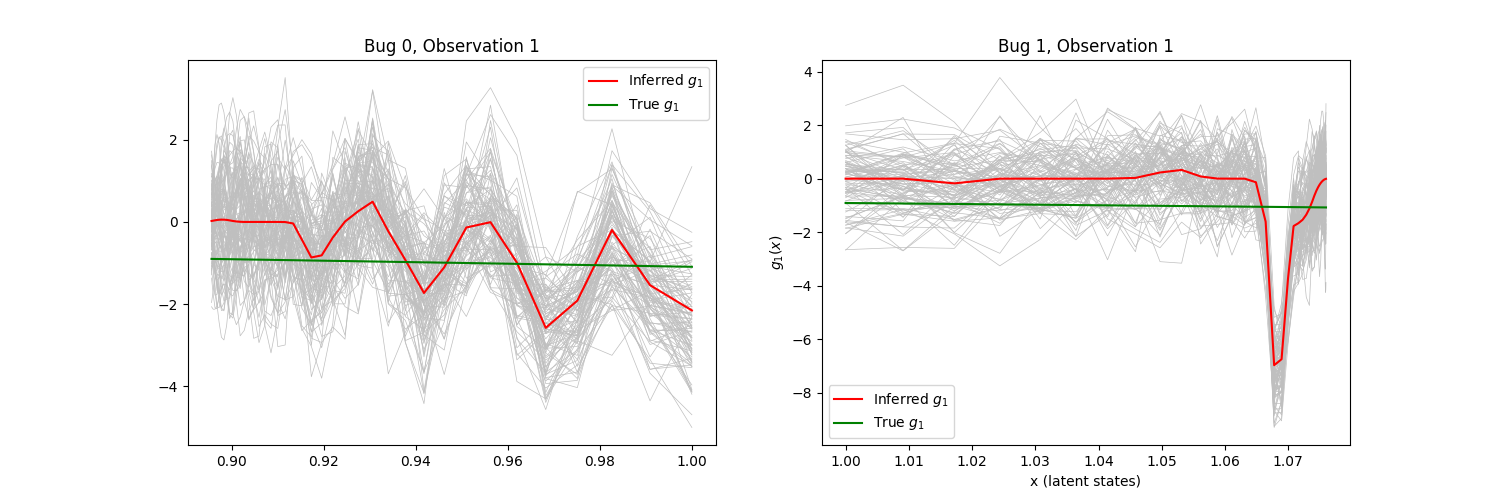 Bug 0, Observation 1
Inferred g₁
True g₁
2
0
−2
−4
0.90 0.92 0.94 0.96 0.98 1.00
Bug 1, Observation 1
g₁(x)
4
2
0
−2
−4
−6
−8
Inferred g₁
True g₁
1.00 1.01 1.02 1.03 1.04 1.05 1.06 1.07
x (latent states)